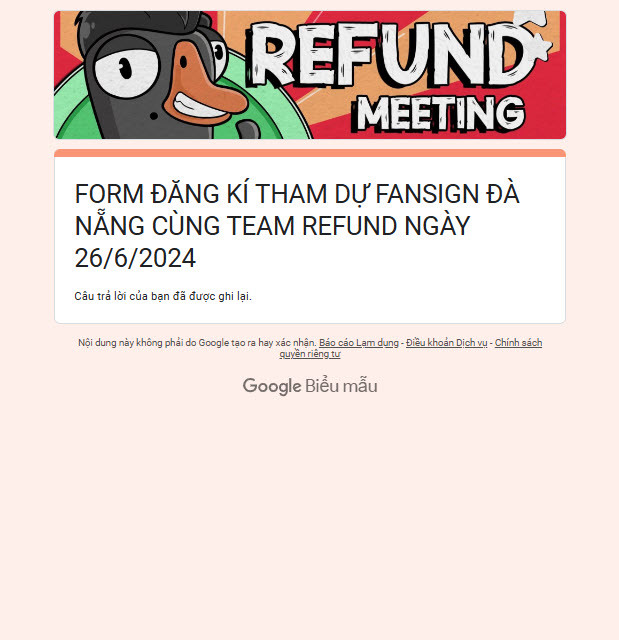 REFUND
MEETING
FORM ĐĂNG KÍ THAM DỰ FANSIGN ĐÀ
NẴNG CÙNG TEAM REFUND NGÀY
26/6/2024
Câu trả lời của bạn đã được ghi lại.
Nội dung này không phải do Google tạo ra hay xác nhận. Báo cáo Lạm dụng - Điều khoản Dịch vụ - Chính sách
quyền riêng tư
Google Biểu mẫu